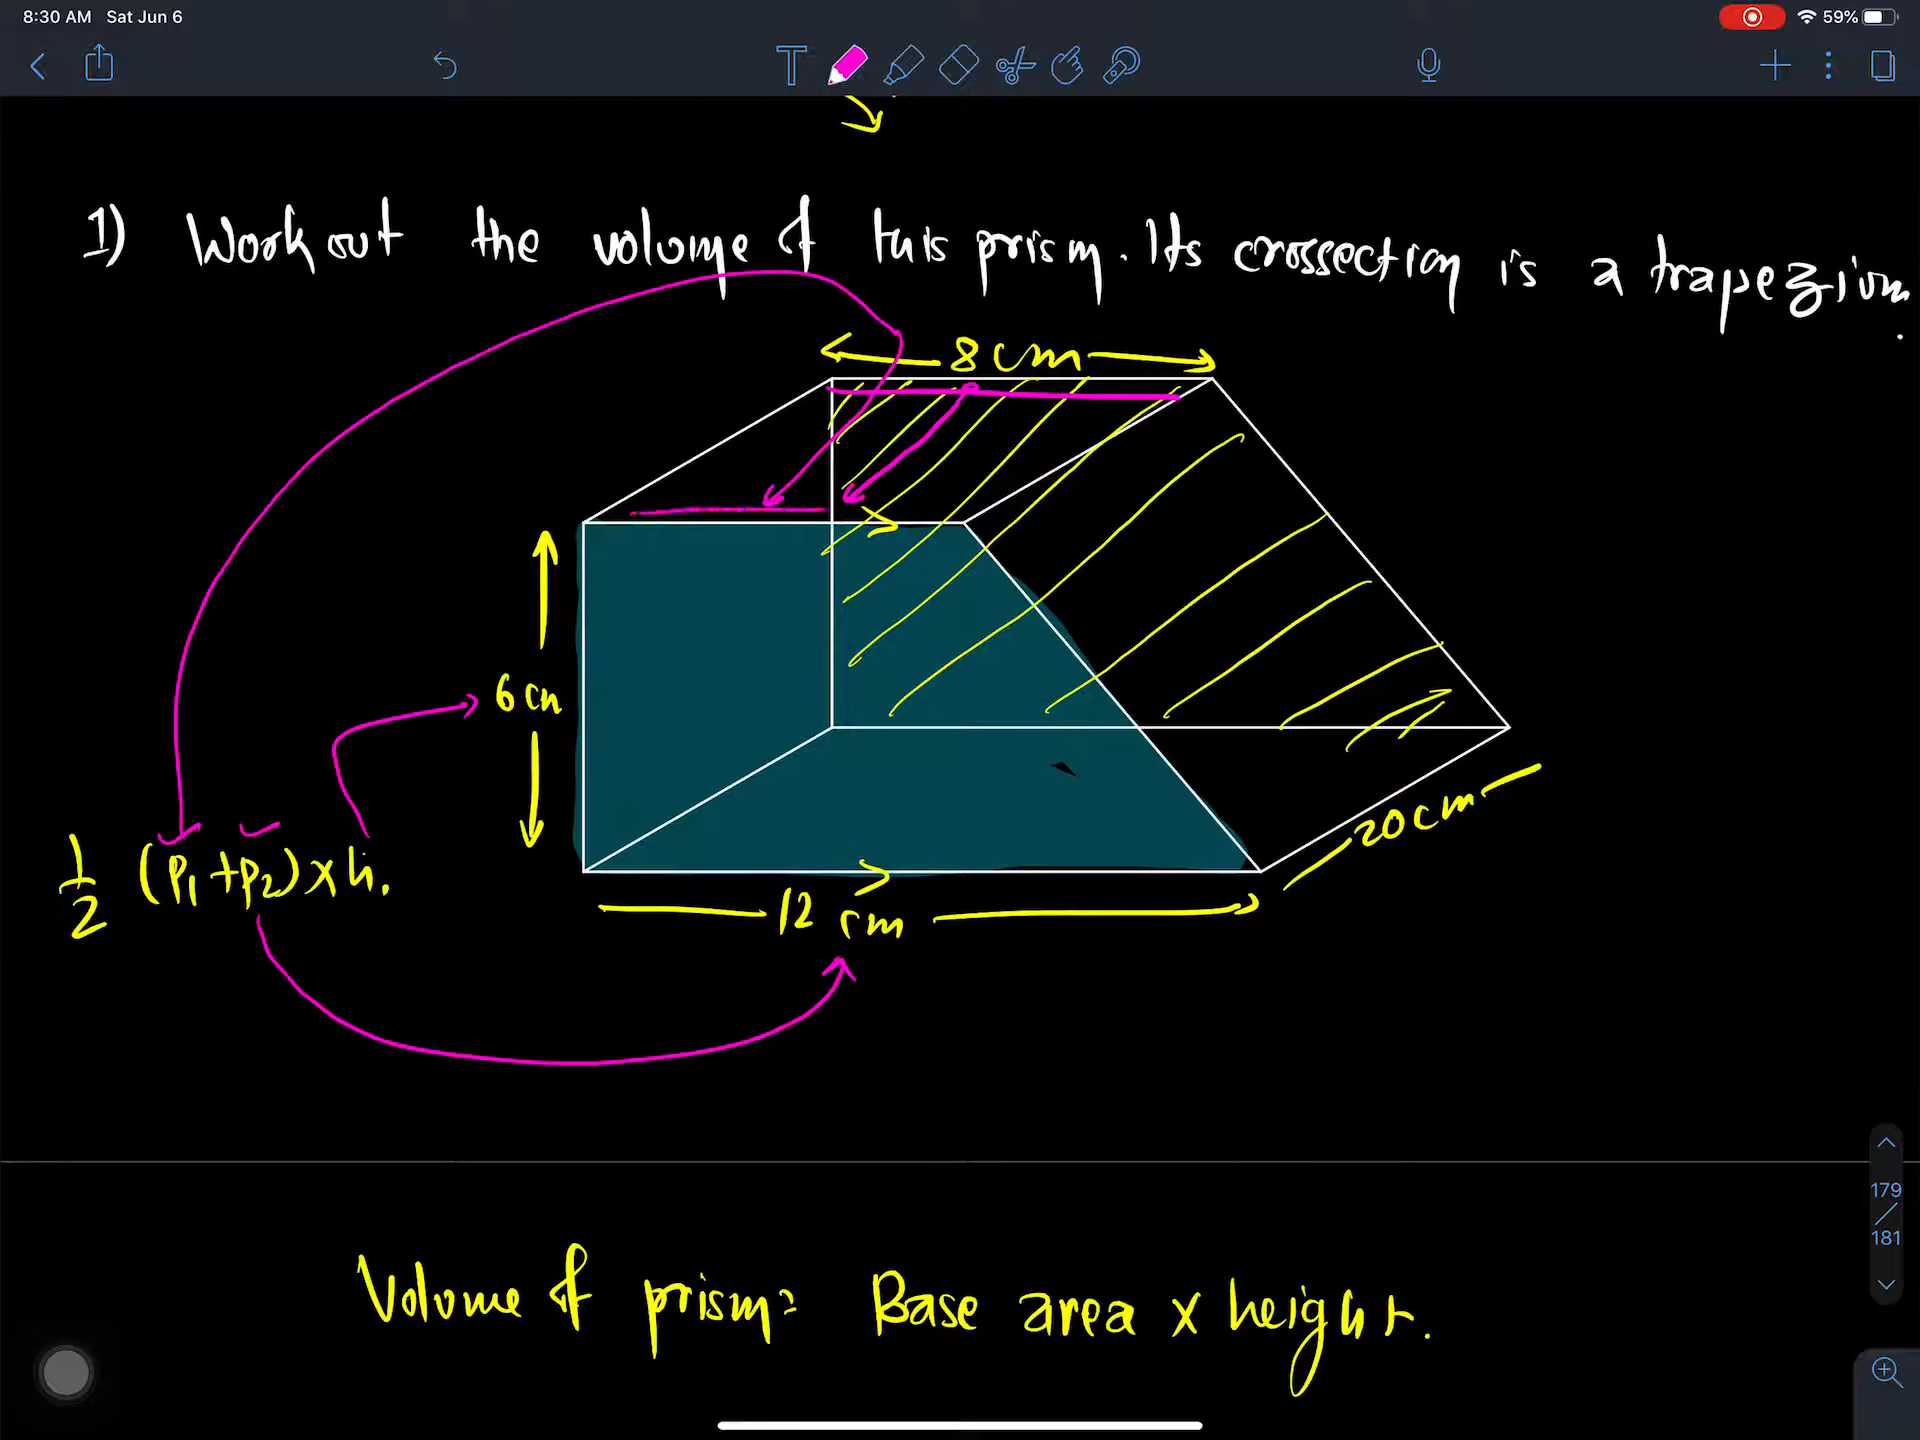 8:30 AM Sat Jun 6
59%
1) Work out the volume of this prism. Its crossection is a trapezium.
8 cm
6 cm
20cm
1/2 (P1+P2)xh.
12 cm
179
/
181
Volume of prism= Base area x height.